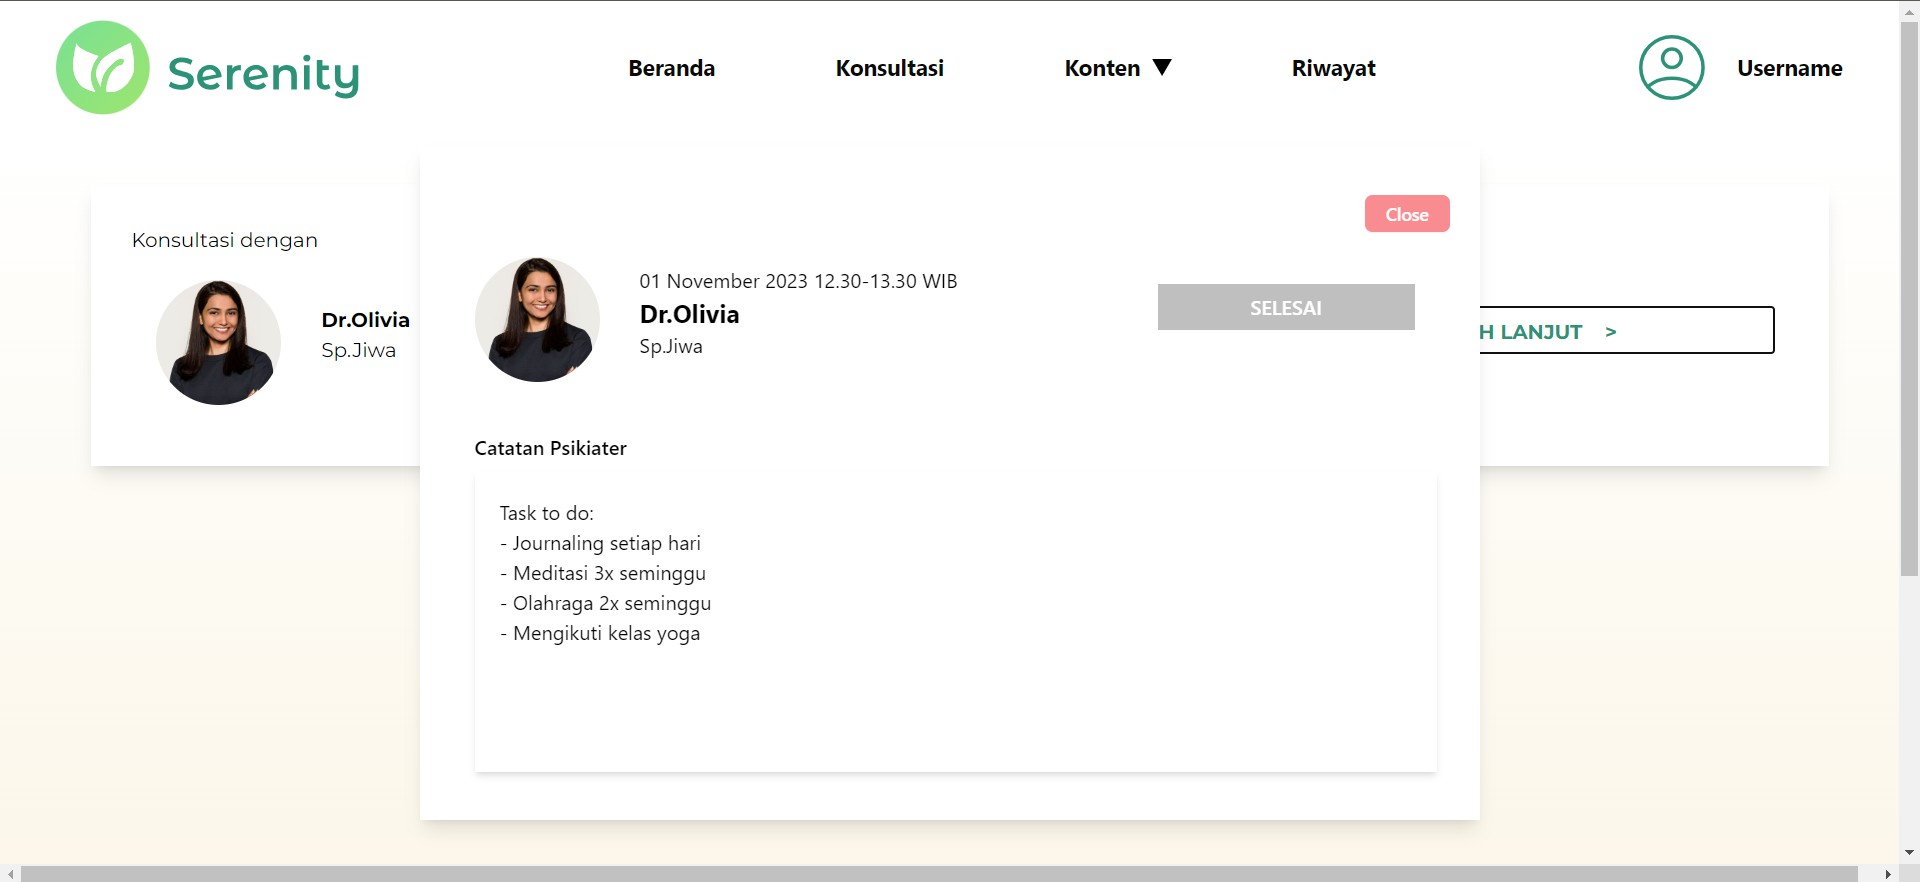 Serenity
Beranda
Konsultasi
Konten ▼
Riwayat
Username
Konsultasi dengan
Dr.Olivia
Sp.Jiwa
Close
01 November 2023 12.30-13.30 WIB
Dr.Olivia
Sp.Jiwa
SELESAI
H LANJUT >
Catatan Psikiater
Task to do:
- Journaling setiap hari
- Meditasi 3x seminggu
- Olahraga 2x seminggu
- Mengikuti kelas yoga